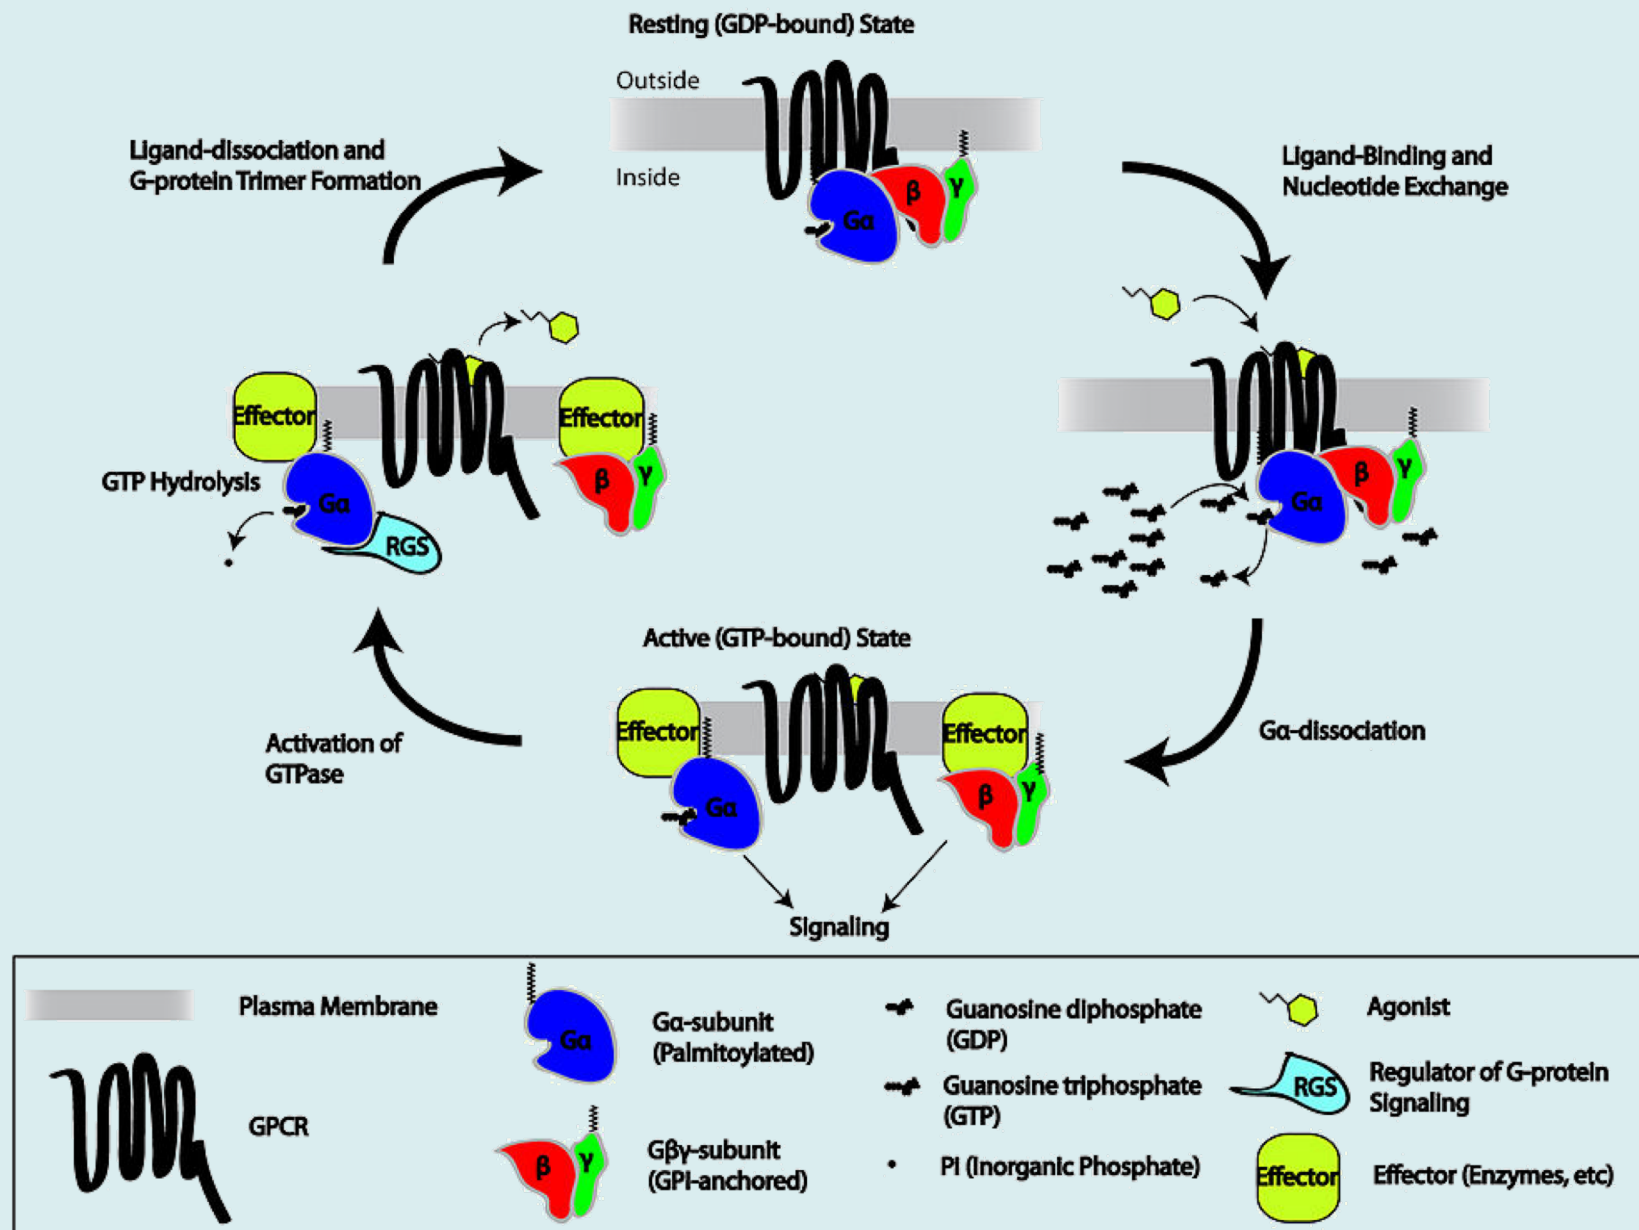 Resting (GDP-bound) State
Outside
Inside
Gα
β
γ
Ligand-dissociation and
G-protein Trimer Formation
Ligand-Binding and
Nucleotide Exchange
Effector
Effector
GTP Hydrolysis
Gα
RGS
β
γ
Gα
β
γ
Active (GTP-bound) State
Effector
Effector
Gα
β
γ
Activation of
GTPase
Gα-dissociation
Signaling
Plasma Membrane
GPCR
Gα
Gα-subunit
(Palmitoylated)
β
γ
Gβγ-subunit
(GPI-anchored)
Guanosine diphosphate
(GDP)
Guanosine triphosphate
(GTP)
PI (Inorganic Phosphate)
Agonist
RGS
Regulator of G-protein
Signaling
Effector
Effector (Enzymes, etc)